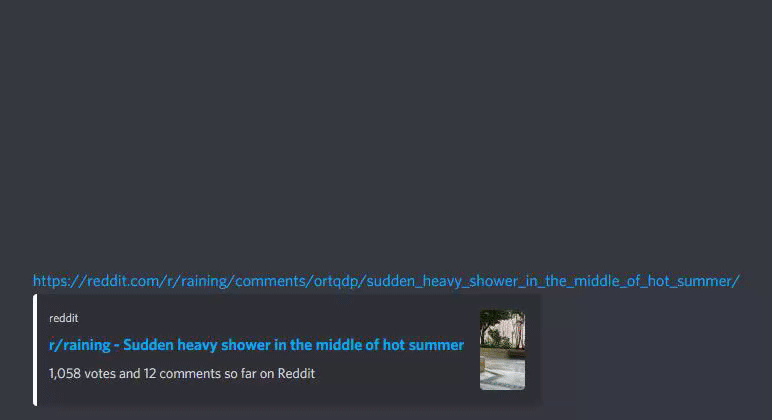 https://reddit.com/r/raining/comments/ortqdp/sudden_heavy_shower_in_the_middle_of_hot_summer/
reddit
r/raining - Sudden heavy shower in the middle of hot summer
1,058 votes and 12 comments so far on Reddit